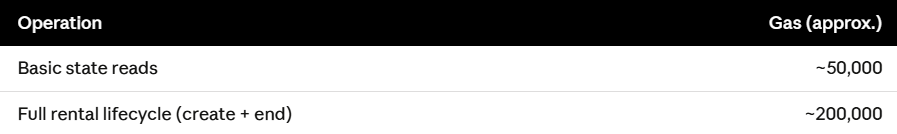 Operation Gas (approx.)
Basic state reads ~50,000
Full rental lifecycle (create + end) ~200,000